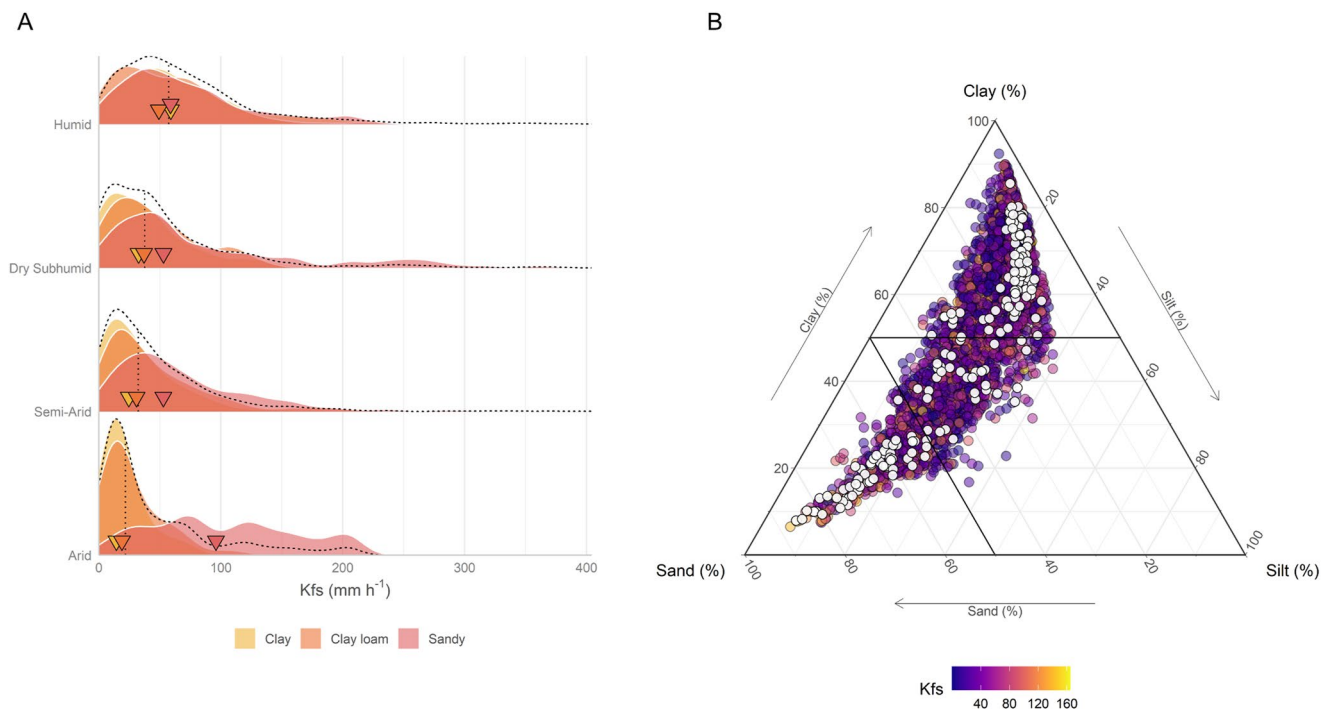 A
Humid
Dry Subhumid
Semi-Arid
Arid
0 100 200 300 400
Kfs (mm h⁻¹)
Clay Clay loam Sandy
B
Clay (%)
100
80
60
40
20
20
40
60
80
100
Clay (%)
Silt (%)
Sand (%)
Silt (%)
100 80 60 40 20
Sand (%)
Kfs
40 80 120 160